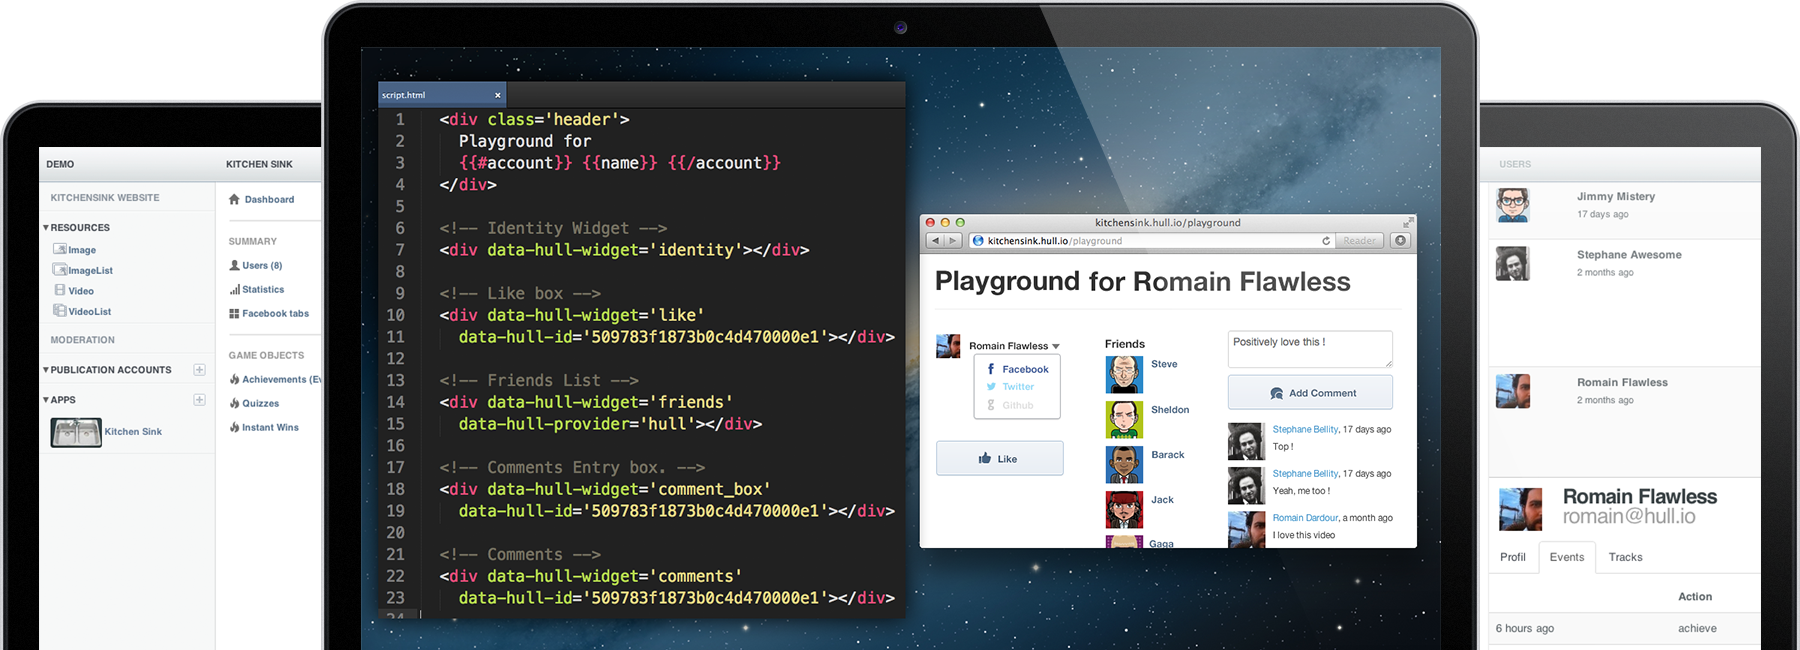 DEMO
KITCHEN SINK
KITCHENSINK WEBSITE
RESOURCES
Image
ImageList
Video
VideoList
MODERATION
PUBLICATION ACCOUNTS
APPS
Kitchen Sink
Dashboard
SUMMARY
Users (8)
Statistics
Facebook tabs
GAME OBJECTS
Achievements (Ev
Quizzes
Instant Wins
script.html
1 <div class='header'>
2 Playground for
3 {{#account}} {{name}} {{/account}}
4 </div>
5
6 <!-- Identity Widget -->
7 <div data-hull-widget='identity'></div>
8
9 <!-- Like box -->
10 <div data-hull-widget='like'
11 data-hull-id='509783f1873b0c4d470000e1'></div>
12
13 <!-- Friends List -->
14 <div data-hull-widget='friends'
15 data-hull-provider='hull'></div>
16
17 <!-- Comments Entry box. -->
18 <div data-hull-widget='comment_box'
19 data-hull-id='509783f1873b0c4d470000e1'></div>
20
21 <!-- Comments -->
22 <div data-hull-widget='comments'
23 data-hull-id='509783f1873b0c4d470000e1'></div>
24
kitchensink.hull.io/playground
kitchensink.hull.io/playground
Reader
Playground for Romain Flawless
Romain Flawless
Facebook
Twitter
Github
Like
Friends
Steve
Sheldon
Barack
Jack
Gaga
Positively love this !
Add Comment
Stephane Bellity, 17 days ago
Top !
Stephane Bellity, 17 days ago
Yeah, me too !
Romain Dardour, a month ago
I love this video
USERS
Jimmy Mistery
17 days ago
Stephane Awesome
2 months ago
Romain Flawless
2 months ago
Romain Flawless
romain@hull.io
Profil Events Tracks
Action
6 hours ago achieve